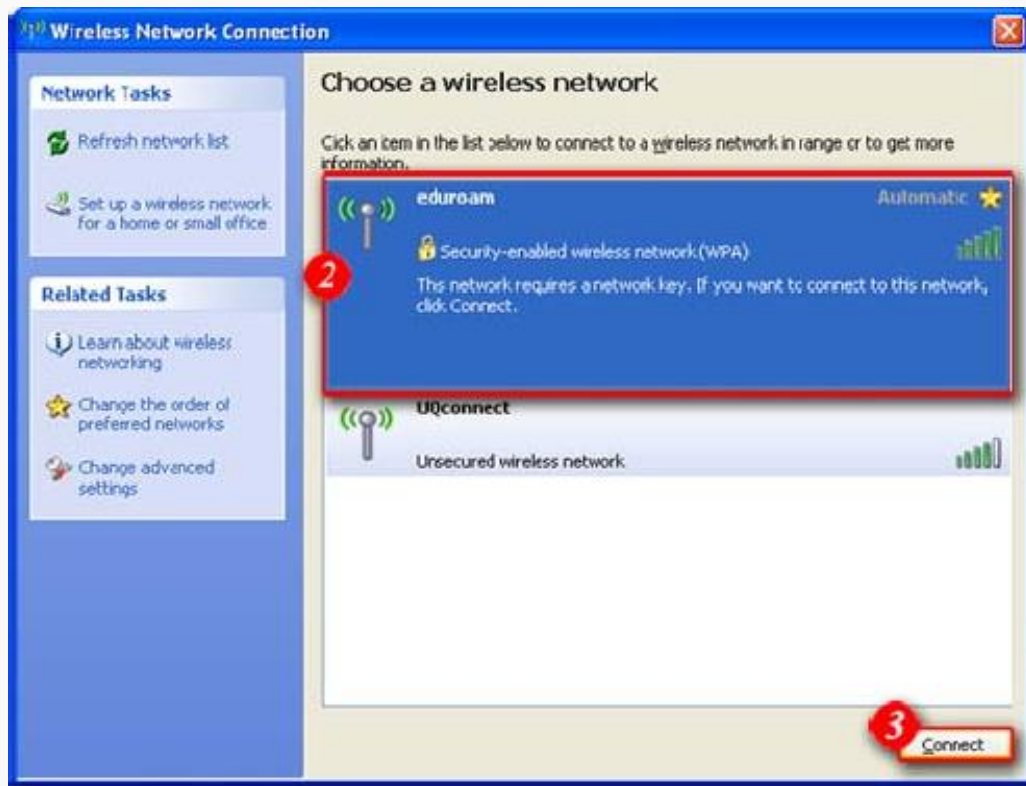 Wireless Network Connection
Network Tasks
Refresh network list
Set up a wireless network
for a home or small office
Related Tasks
Learn about wireless
networking
Change the order of
preferred networks
Change advanced
settings
Choose a wireless network
Click an item in the list below to connect to a wireless network in range or to get more
information.
eduroam
Automatic
Security-enabled wireless network (WPA)
This network requires a network key. If you want to connect to this network,
click Connect.
2
UQconnect
Unsecured wireless network
3
Connect